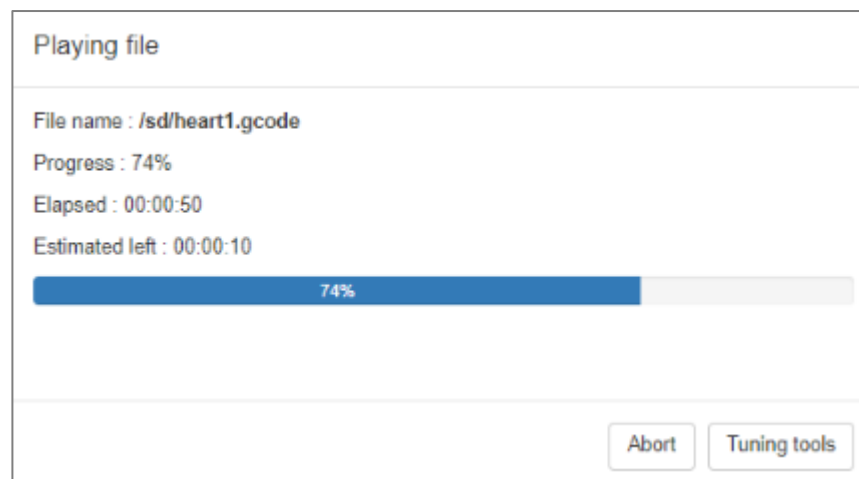 Playing file
File name : /sd/heart1.gcode
Progress : 74%
Elapsed : 00:00:50
Estimated left : 00:00:10
74%
Abort
Tuning tools